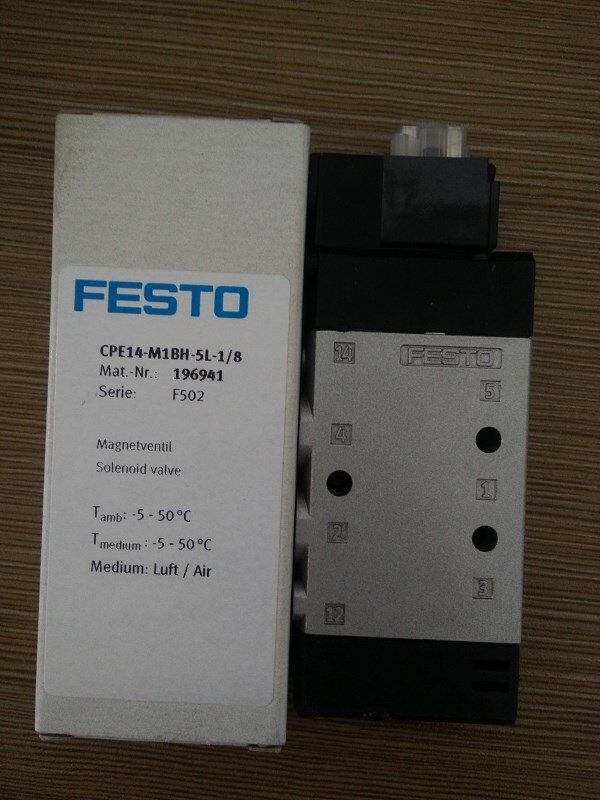 FESTO
CPE14-M1BH-5L-1/8
Mat.-Nr.: 196941
Serie: F502
Magnetventil
Solenoid valve
Tamb: -5 - 50 °C
Tmedium : -5 - 50 °C
Medium: Luft / Air
14
FESTO
5
4
1
2
3
12